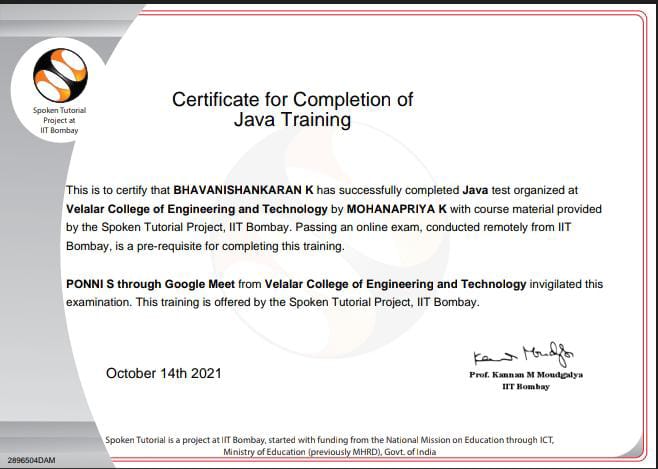 Spoken Tutorial
Project at
IIT Bombay
Certificate for Completion of
Java Training
This is to certify that BHAVANISHANKARAN K has successfully completed Java test organized at
Velalar College of Engineering and Technology by MOHANAPRIYA K with course material provided
by the Spoken Tutorial Project, IIT Bombay. Passing an online exam, conducted remotely from IIT
Bombay, is a pre-requisite for completing this training.
PONNI S through Google Meet from Velalar College of Engineering and Technology invigilated this
examination. This training is offered by the Spoken Tutorial Project, IIT Bombay.
October 14th 2021
Prof. Kannan M Moudgalya
IIT Bombay
Spoken Tutorial is a project at IIT Bombay, started with funding from the National Mission on Education through ICT,
Ministry of Education (previously MHRD), Govt. of India
2896504DAM